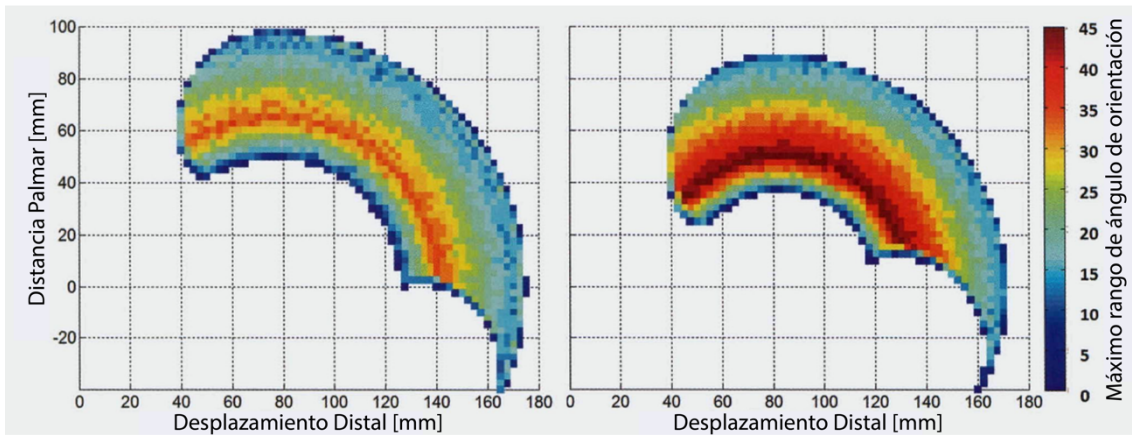 100
80
60
40
20
0
-20
Distancia Palmar [mm]
0 20 40 60 80 100 120 140 160 180
Desplazamiento Distal [mm]
0 20 40 60 80 100 120 140 160 180
Desplazamiento Distal [mm]
45
40
35
30
25
20
15
10
5
0
Máximo rango de ángulo de orientación